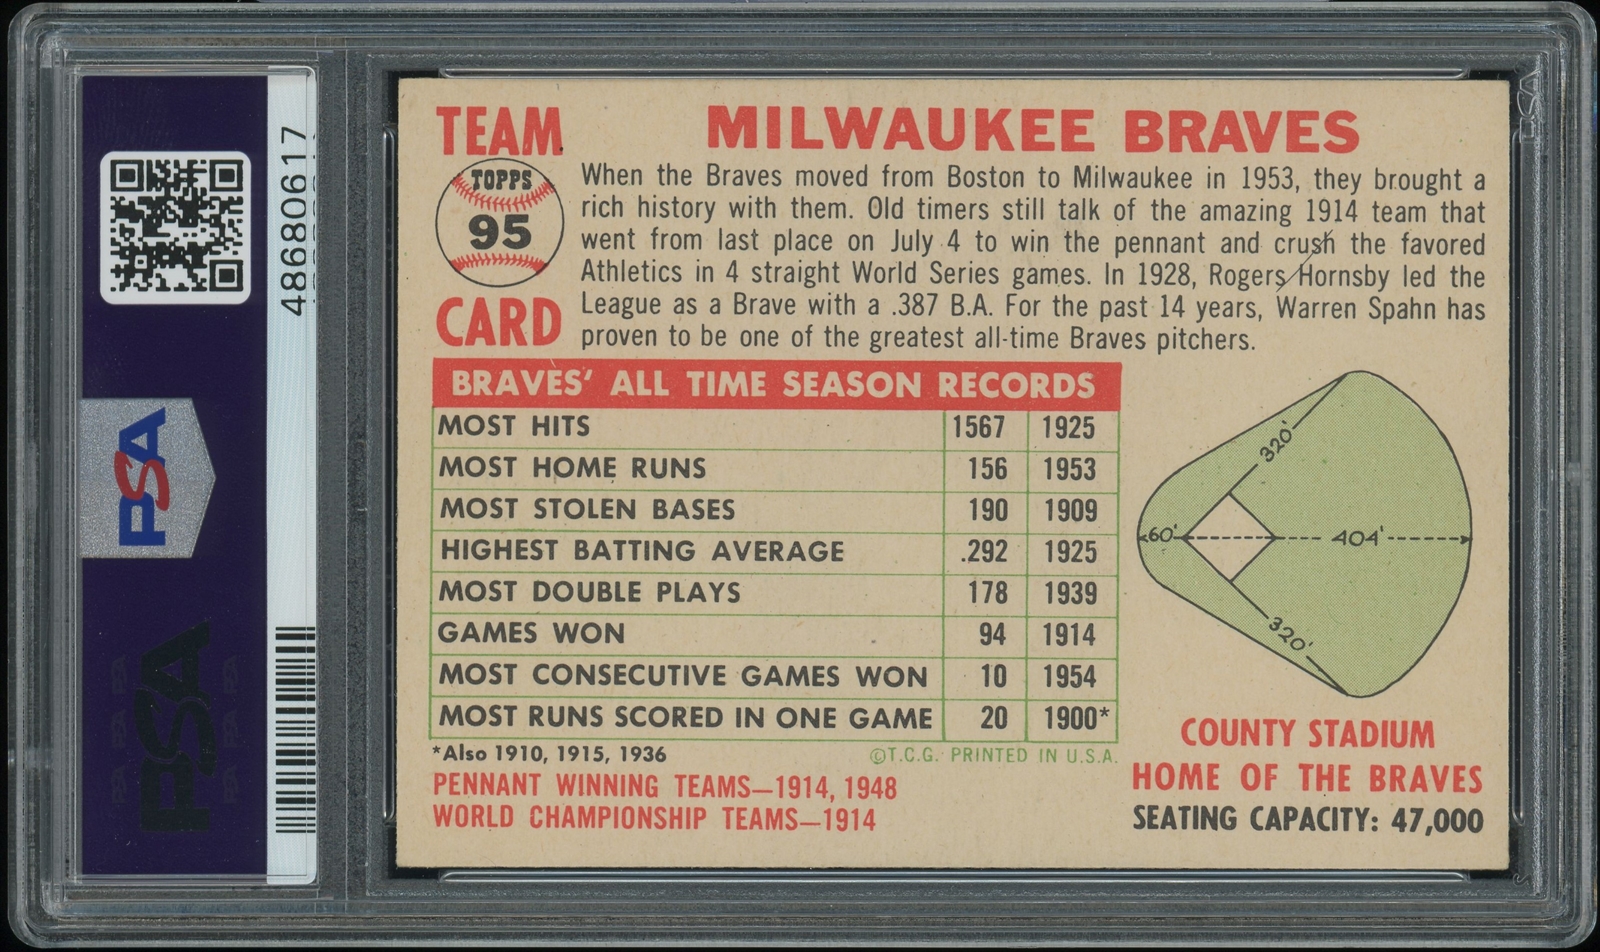 48680617
PSA
PSA
PSA
TEAM
TOPPS
95
CARD
MILWAUKEE BRAVES
When the Braves moved from Boston to Milwaukee in 1953, they brought a
rich history with them. Old timers still talk of the amazing 1914 team that
went from last place on July 4 to win the pennant and crush the favored
Athletics in 4 straight World Series games. In 1928, Rogers Hornsby led the
League as a Brave with a .387 B.A. For the past 14 years, Warren Spahn has
proven to be one of the greatest all-time Braves pitchers.
BRAVES' ALL TIME SEASON RECORDS
MOST HITS 1567 1925
MOST HOME RUNS 156 1953
MOST STOLEN BASES 190 1909
HIGHEST BATTING AVERAGE .292 1925
MOST DOUBLE PLAYS 178 1939
GAMES WON 94 1914
MOST CONSECUTIVE GAMES WON 10 1954
MOST RUNS SCORED IN ONE GAME 20 1900*
*Also 1910, 1915, 1936
©T.C.G. PRINTED IN U.S.A.
PENNANT WINNING TEAMS—1914, 1948
WORLD CHAMPIONSHIP TEAMS—1914
320'
60'
404'
320'
COUNTY STADIUM
HOME OF THE BRAVES
SEATING CAPACITY: 47,000